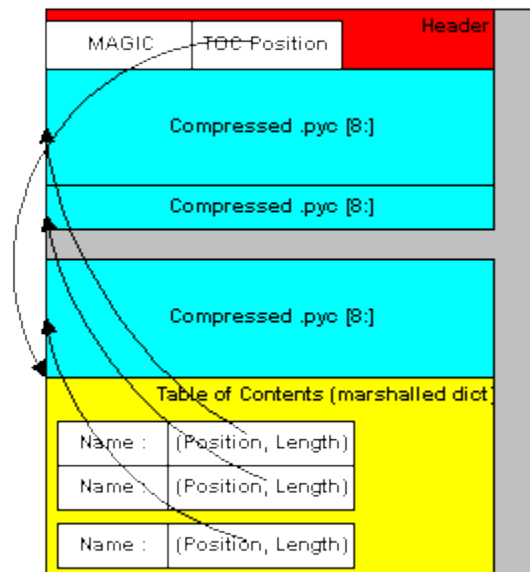 Header
MAGIC TOC Position
Compressed .pyc [8:]
Compressed .pyc [8:]
Compressed .pyc [8:]
Table of Contents (marshalled dict)
Name : (Position, Length)
Name : (Position, Length)
Name : (Position, Length)